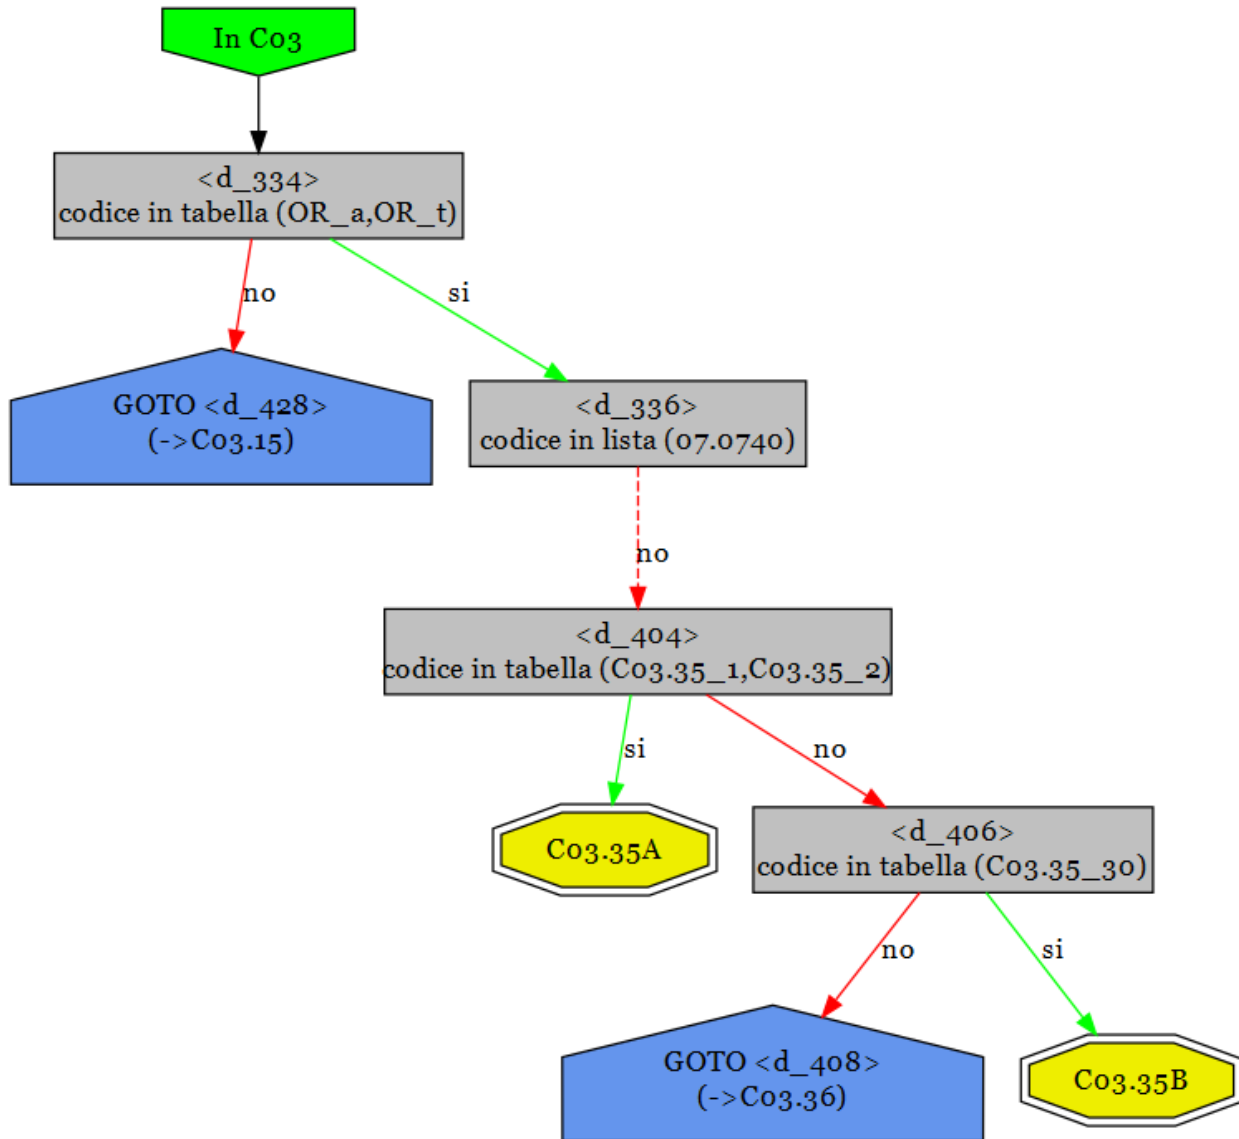 In C03
<d_334>
codice in tabella (OR_a,OR_t)
no
si
GOTO <d_428>
(->C03.15)
<d_336>
codice in lista (07.0740)
no
<d_404>
codice in tabella (C03.35_1,C03.35_2)
si
no
C03.35A
<d_406>
codice in tabella (C03.35_30)
no
si
GOTO <d_408>
(->C03.36)
C03.35B